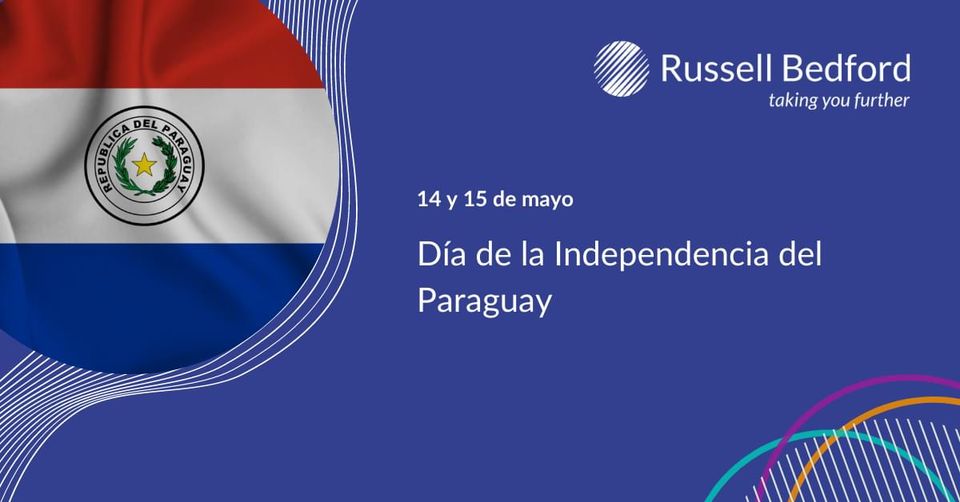 REPUBLICA DEL PARAGUAY
Russell Bedford
taking you further
14 y 15 de mayo
Día de la Independencia del
Paraguay